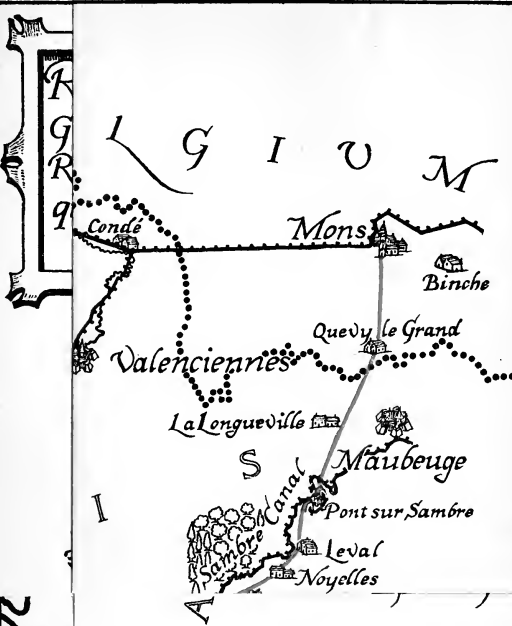 L G I U M
K
G
R
q
Condé
Mons
Binche
Quevy le Grand
Valenciennes
La Longueville
S
Maubeuge
I
Sambre Canal
Pont sur Sambre
Leval
Noyelles
A